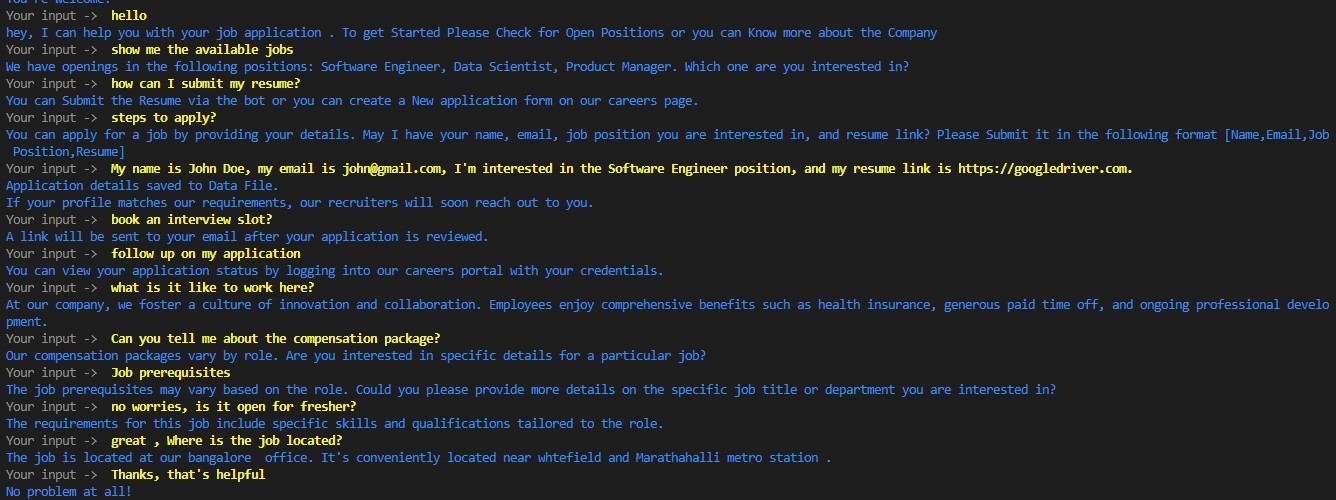 You're welcome!
Your input ->  hello
hey, I can help you with your job application . To get Started Please Check for Open Positions or you can Know more about the Company
Your input ->  show me the available jobs
We have openings in the following positions: Software Engineer, Data Scientist, Product Manager. Which one are you interested in?
Your input ->  how can I submit my resume?
You can Submit the Resume via the bot or you can create a New application form on our careers page.
Your input ->  steps to apply?
You can apply for a job by providing your details. May I have your name, email, job position you are interested in, and resume link? Please Submit it in the following format [Name,Email,Job
 Position,Resume]
Your input ->  My name is John Doe, my email is john@gmail.com, I'm interested in the Software Engineer position, and my resume link is https://googledriver.com.
Application details saved to Data File.
If your profile matches our requirements, our recruiters will soon reach out to you.
Your input ->  book an interview slot?
A link will be sent to your email after your application is reviewed.
Your input ->  follow up on my application
You can view your application status by logging into our careers portal with your credentials.
Your input ->  what is it like to work here?
At our company, we foster a culture of innovation and collaboration. Employees enjoy comprehensive benefits such as health insurance, generous paid time off, and ongoing professional develo
pment.
Your input ->  Can you tell me about the compensation package?
Our compensation packages vary by role. Are you interested in specific details for a particular job?
Your input ->  Job prerequisites
The job prerequisites may vary based on the role. Could you please provide more details on the specific job title or department you are interested in?
Your input ->  no worries, is it open for fresher?
The requirements for this job include specific skills and qualifications tailored to the role.
Your input ->  great , Where is the job located?
The job is located at our bangalore  office. It's conveniently located near whtefield and Marathahalli metro station .
Your input ->  Thanks, that's helpful
No problem at all!